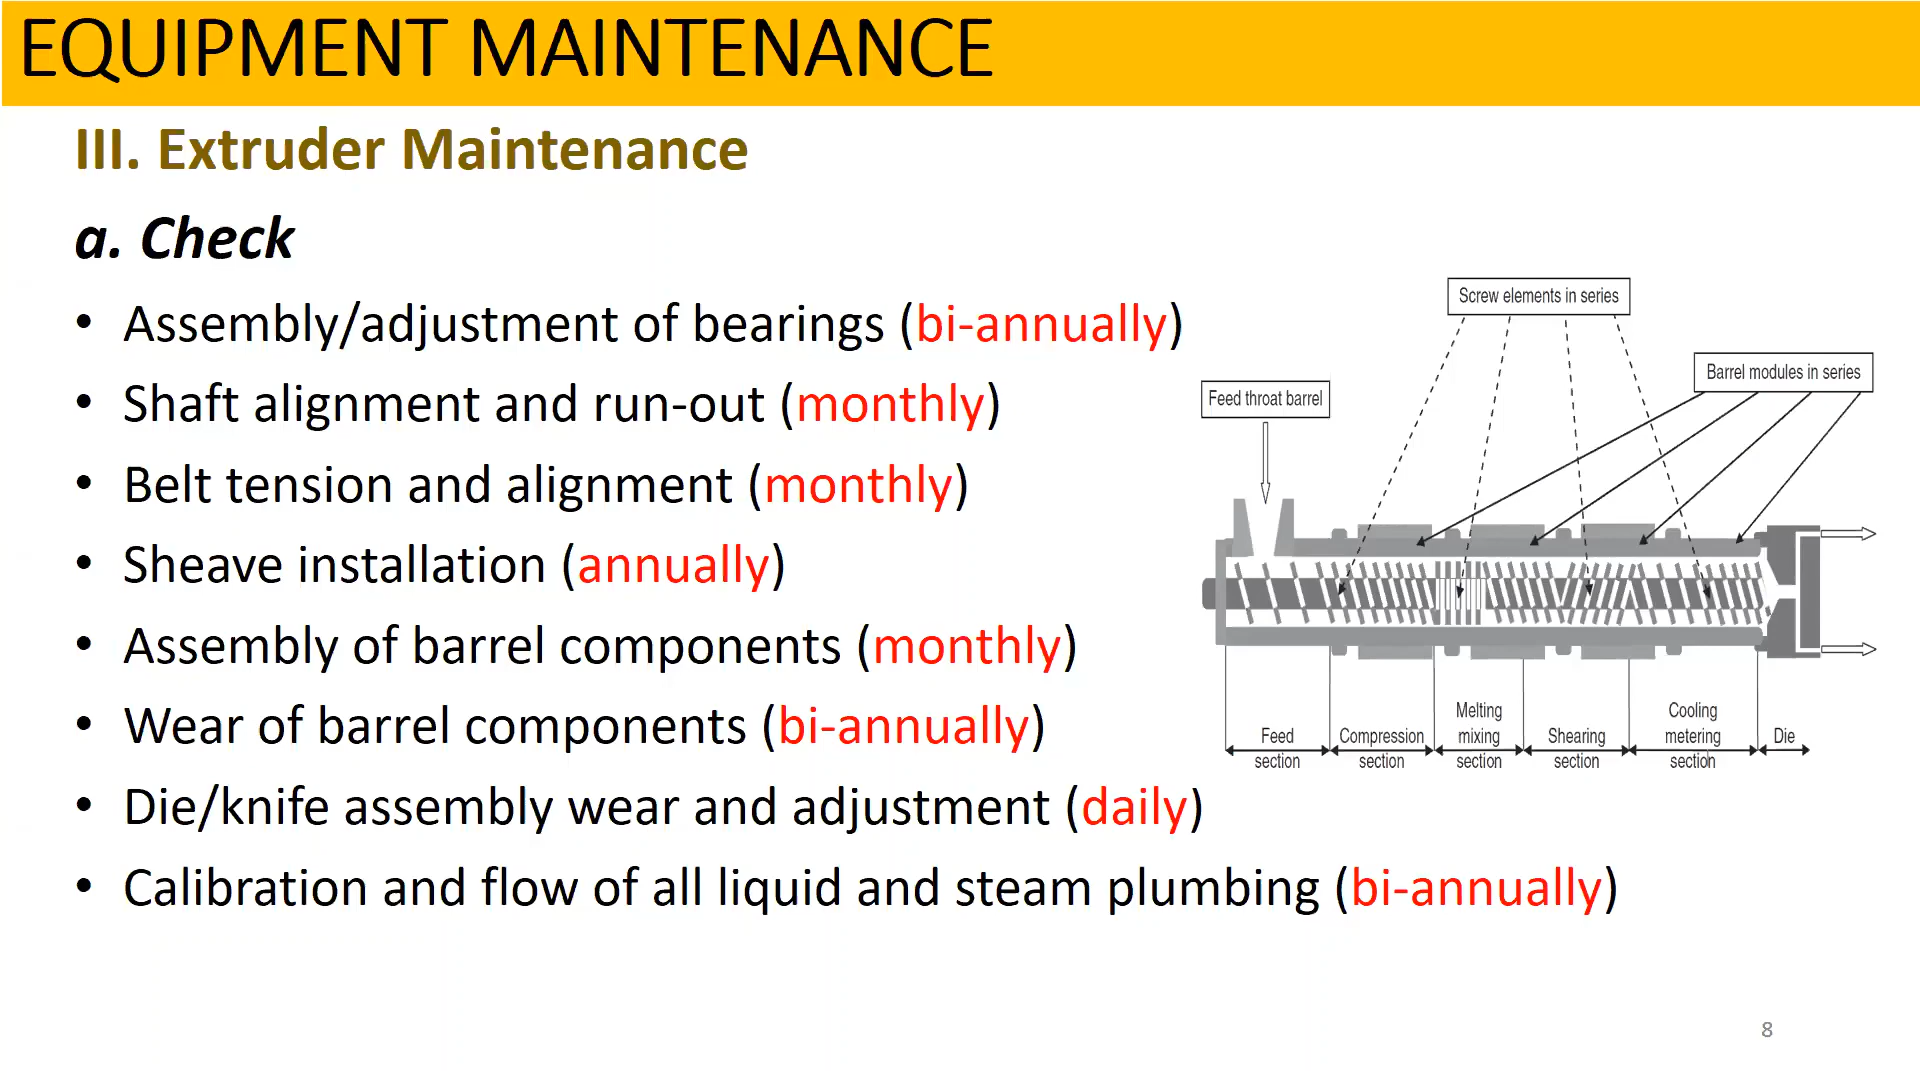 EQUIPMENT MAINTENANCE
III. Extruder Maintenance
a. Check
• Assembly/adjustment of bearings (bi-annually)
• Shaft alignment and run-out (monthly)
• Belt tension and alignment (monthly)
• Sheave installation (annually)
• Assembly of barrel components (monthly)
• Wear of barrel components (bi-annually)
• Die/knife assembly wear and adjustment (daily)
• Calibration and flow of all liquid and steam plumbing (bi-annually)
Screw elements in series
Barrel modules in series
Feed throat barrel
Feed
section
Compression
section
Melting
mixing
section
Shearing
section
Cooling
metering
section
Die
8